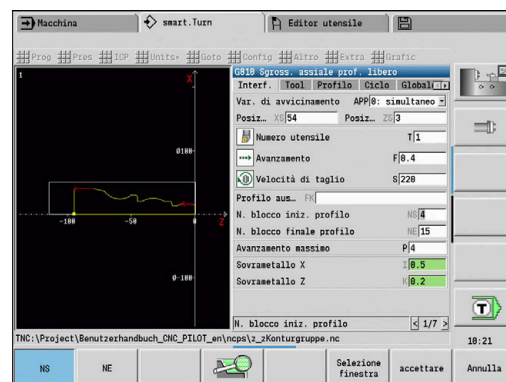 Macchina
smart.Turn
Editor utensile
Prog Pres ICP Units▾ Goto Config Altro Extra Grafic
1
X
0100
-100 -50 0
Z
0-100
G810 Sgross. assiale prof. libero
Interf. Tool Profilo Ciclo Global
Var. di avvicinamento APP 0: simultaneo
Posiz… XS 54 Posiz… ZS 3
Numero utensile T 1
Avanzamento F 0.4
Velocità di taglio S 220
Profilo aus… FK
N. blocco iniz. profilo NS 4
N. blocco finale profilo NE 15
Avanzamento massimo P 4
Sovrametallo X I 0.5
Sovrametallo Z K 0.2
N. blocco iniz. profilo < 1/7 >
TNC:\Project\Benutzerhandbuch_CNC_PILOT_en\ncps\z_zKonturgruppe.nc
T
10:21
NS
NE
Selezione finestra
accettare
Annulla